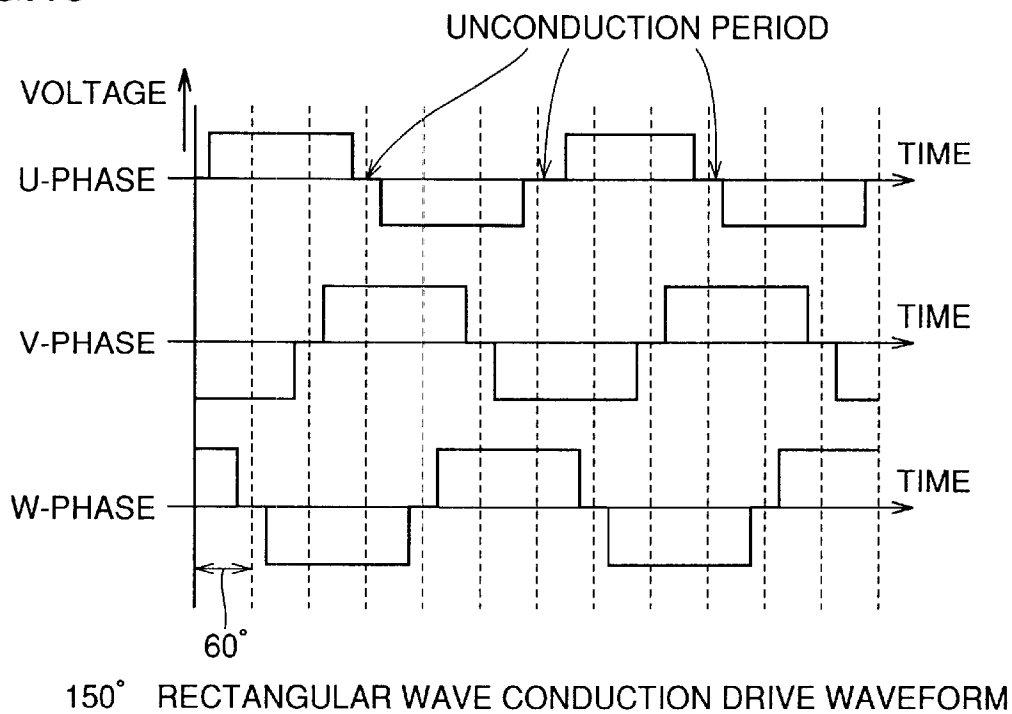 UNCONDUCTION PERIOD
VOLTAGE
TIME
U-PHASE
TIME
V-PHASE
TIME
W-PHASE
60°
150° RECTANGULAR WAVE CONDUCTION DRIVE WAVEFORM